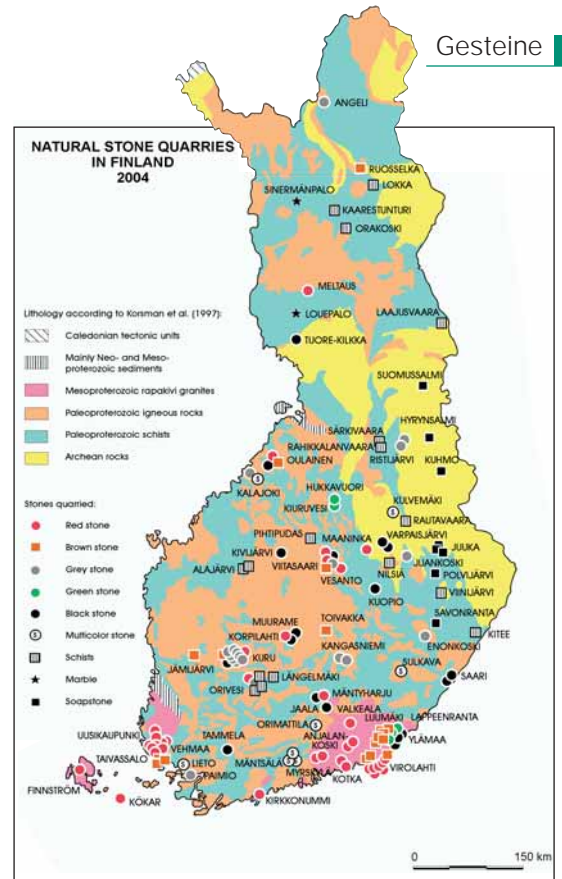 Gesteine
NATURAL STONE QUARRIES
IN FINLAND
2004
Lithology according to Korsman et al. (1997):
Caledonian tectonic units
Mainly Neo- and Meso-
proterozoic sediments
Mesoproterozoic rapakivi granites
Paleoproterozoic igneous rocks
Paleoproterozoic schists
Archean rocks
Stones quarried:
Red stone
Brown stone
Grey stone
Green stone
Black stone
S Multicolor stone
Schists
Marble
Soapstone
ANGELI
RUOSSELKA
LOKKA
SINERMÄNPALO
KAARESTUNTURI
ORAKOSKI
MELTAUS
LOUEPALO
LAAJUSVAARA
TUORE-KILKKA
SUOMUSSALMI
SÄRKIVAARA
HYRYNSALMI
RAHIKKALANVAARA
RISTIJÄRVI
KUHMO
OULAINEN
KALAJOKI
HUKKAVUORI
KIURUVESI
KULVEMÄKI
RAUTAVAARA
PIHTIPUDAS
MAANINKA
VARPAISJÄRVI
KIVIJÄRVI
JUUKA
ALAJÄRVI
VIITASAARI
VESANTO
NILSIÄ
JUANKOSKI
POLVIJÄRVI
KUOPIO
VIINIJÄRVI
SAVONRANTA
MUURAME
TOIVAKKA
KORPILAHTI
KITEE
KANGASNIEMI
ENONKOSKI
JÄMIJÄRVI
KURU
SULKAVA
SAARI
ORIVESI
LÄNGELMÄKI
MÄNTYHARJU
JAALA
VALKEALA
ORIMATTILA
LUUMÄKI
LAPPEENRANTA
UUSIKAUPUNKI
TAMMELA
ANJALAN-
KOSKI
YLÄMAA
VEHMAA
TAIVASSALO
LIETO
MÄNTSÄLÄ
PAIMIO
MYRSKYLÄ
VIROLAHTI
KOTKA
FINNSTRÖM
KÖKAR
KIRKKONUMMI
0 150 km